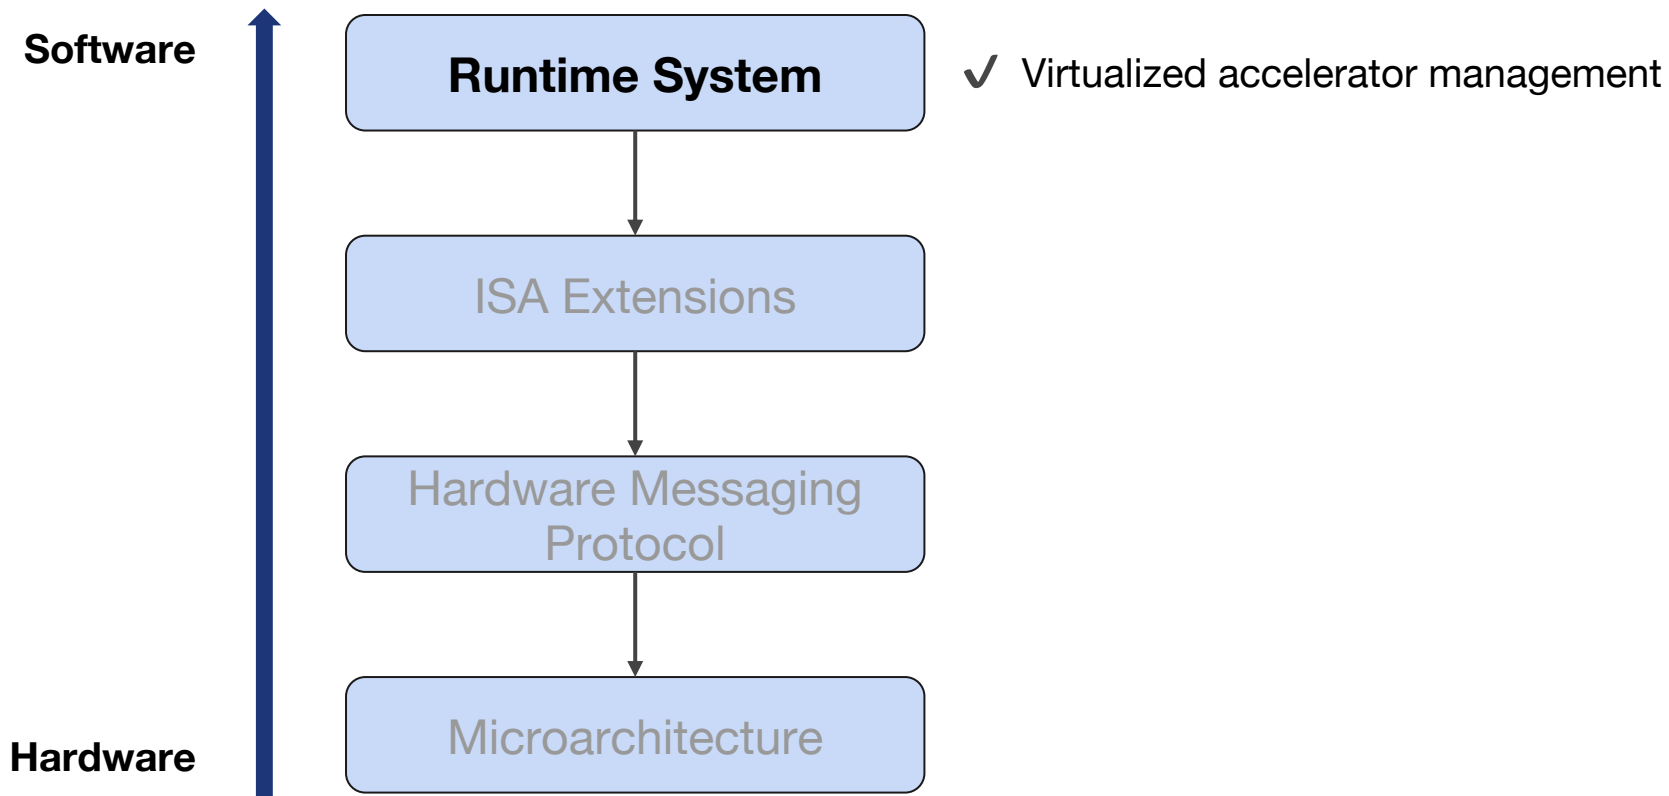 Software
Runtime System
✓ Virtualized accelerator management
ISA Extensions
Hardware Messaging
Protocol
Microarchitecture
Hardware